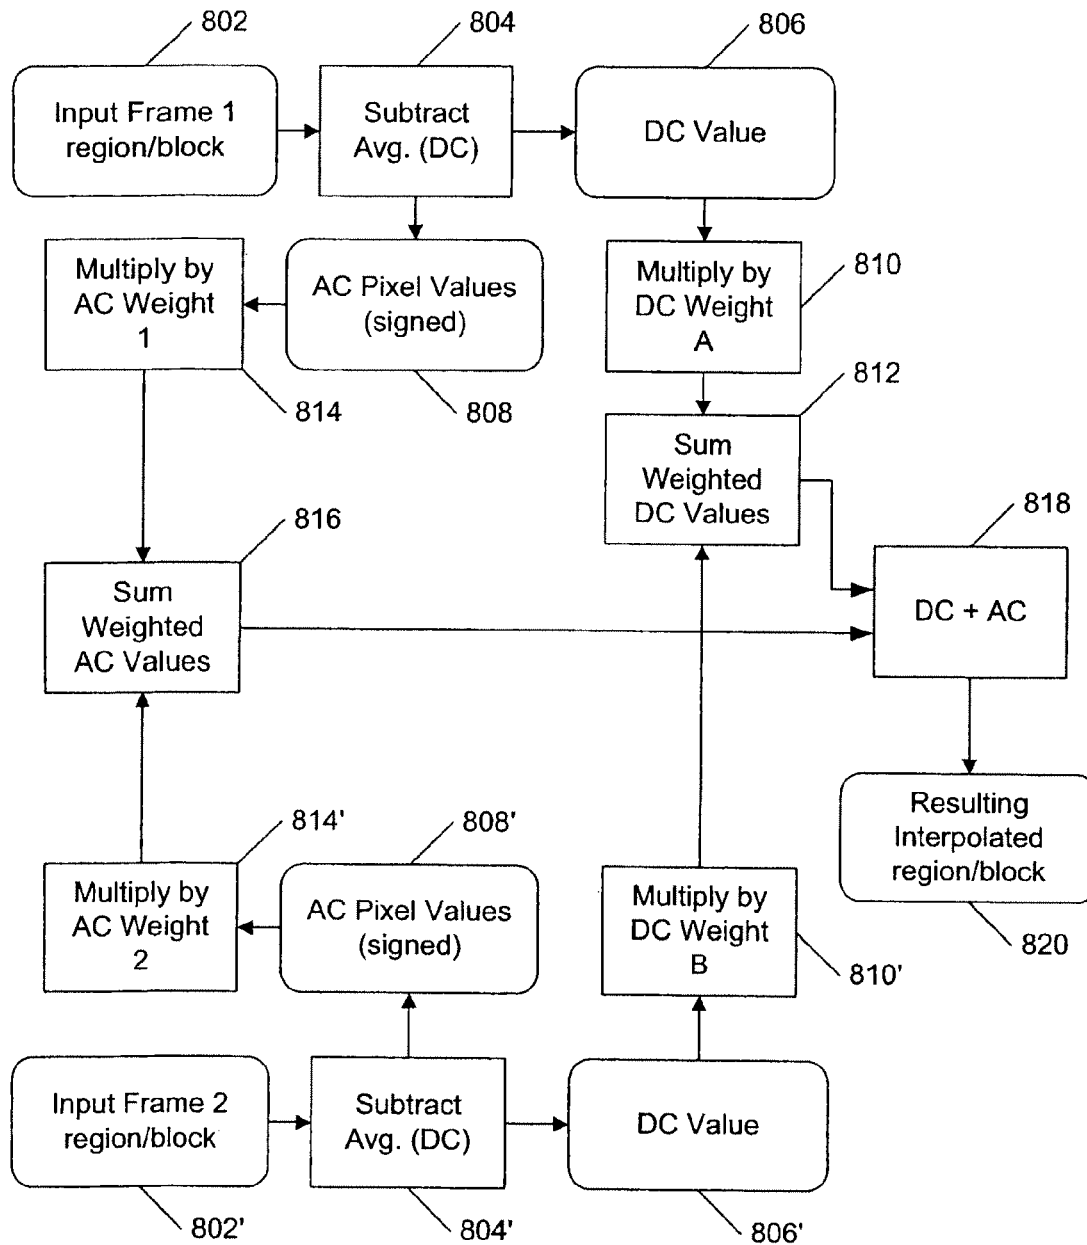 802
804
806
Input Frame 1
region/block
Subtract
Avg. (DC)
DC Value
Multiply by
AC Weight
1
AC Pixel Values
(signed)
Multiply by
DC Weight
A
810
814
808
812
Sum
Weighted
DC Values
816
818
Sum
Weighted
AC Values
DC + AC
814'
808'
Resulting
Interpolated
region/block
Multiply by
AC Weight
2
AC Pixel Values
(signed)
Multiply by
DC Weight
B
820
810'
Input Frame 2
region/block
Subtract
Avg. (DC)
DC Value
802'
804'
806'